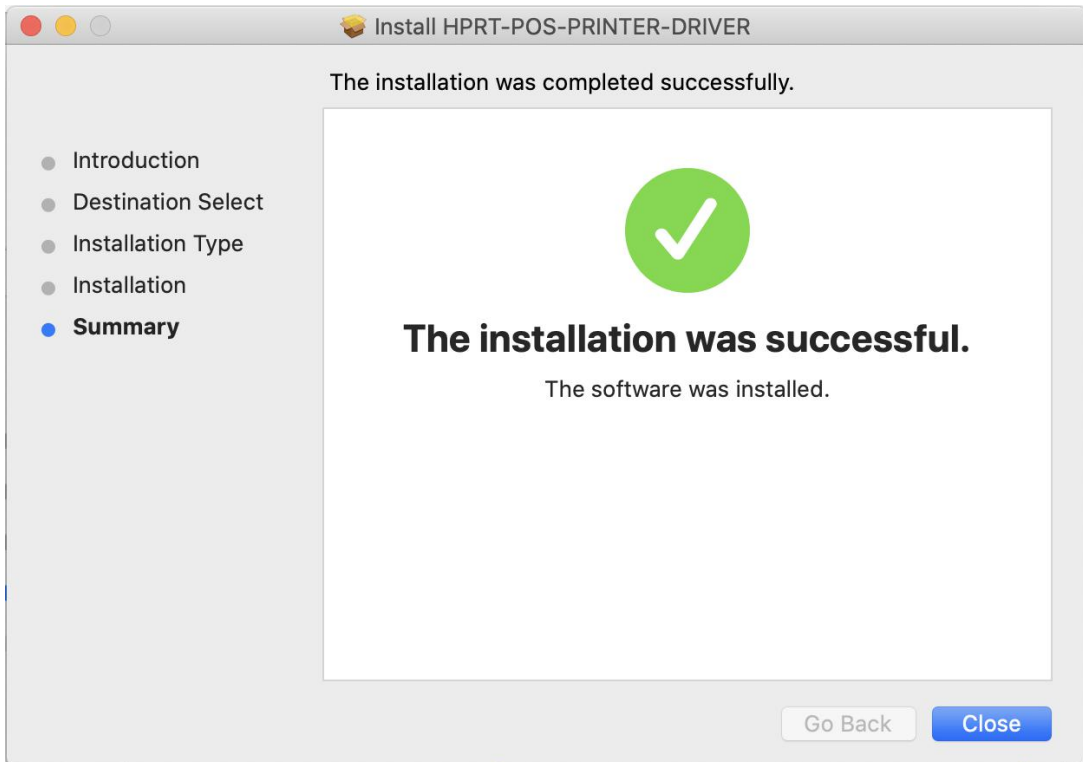 Install HPRT-POS-PRINTER-DRIVER
The installation was completed successfully.
Introduction
Destination Select
Installation Type
Installation
Summary
The installation was successful.
The software was installed.
Go Back
Close